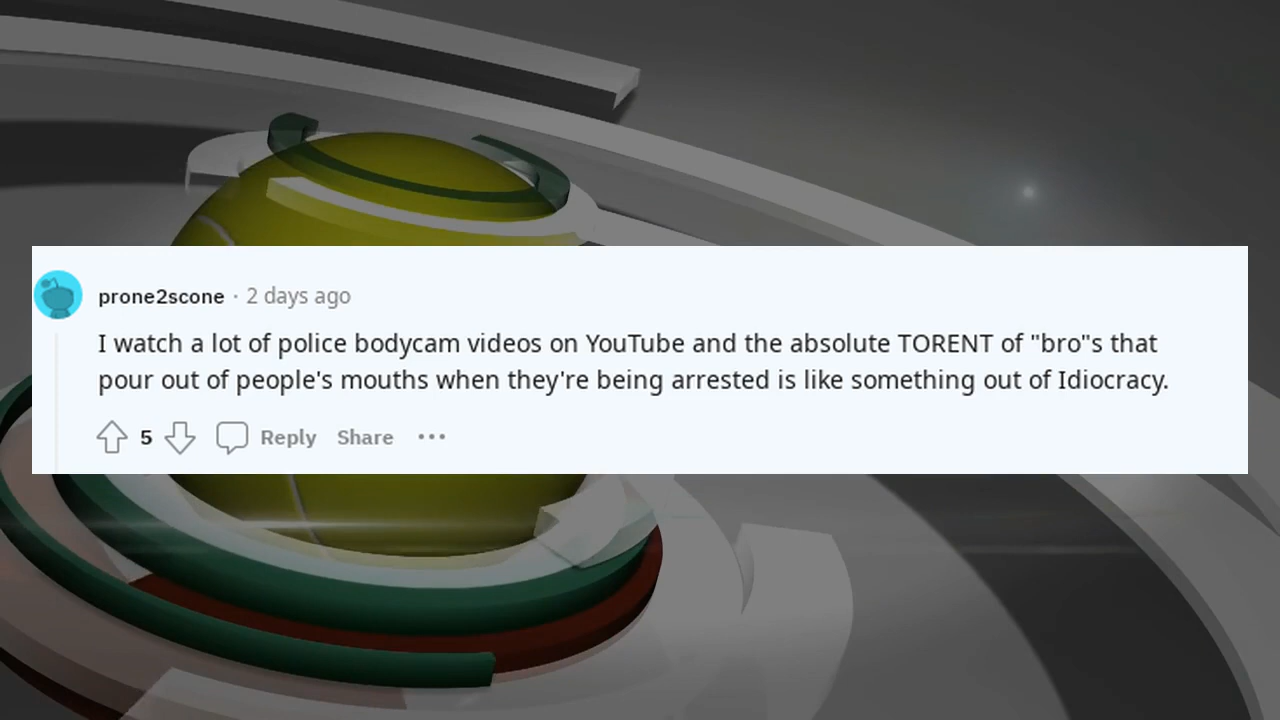 prone2scone · 2 days ago
I watch a lot of police bodycam videos on YouTube and the absolute TORENT of "bro"s that
pour out of people's mouths when they're being arrested is like something out of Idiocracy.
5 Reply Share •••